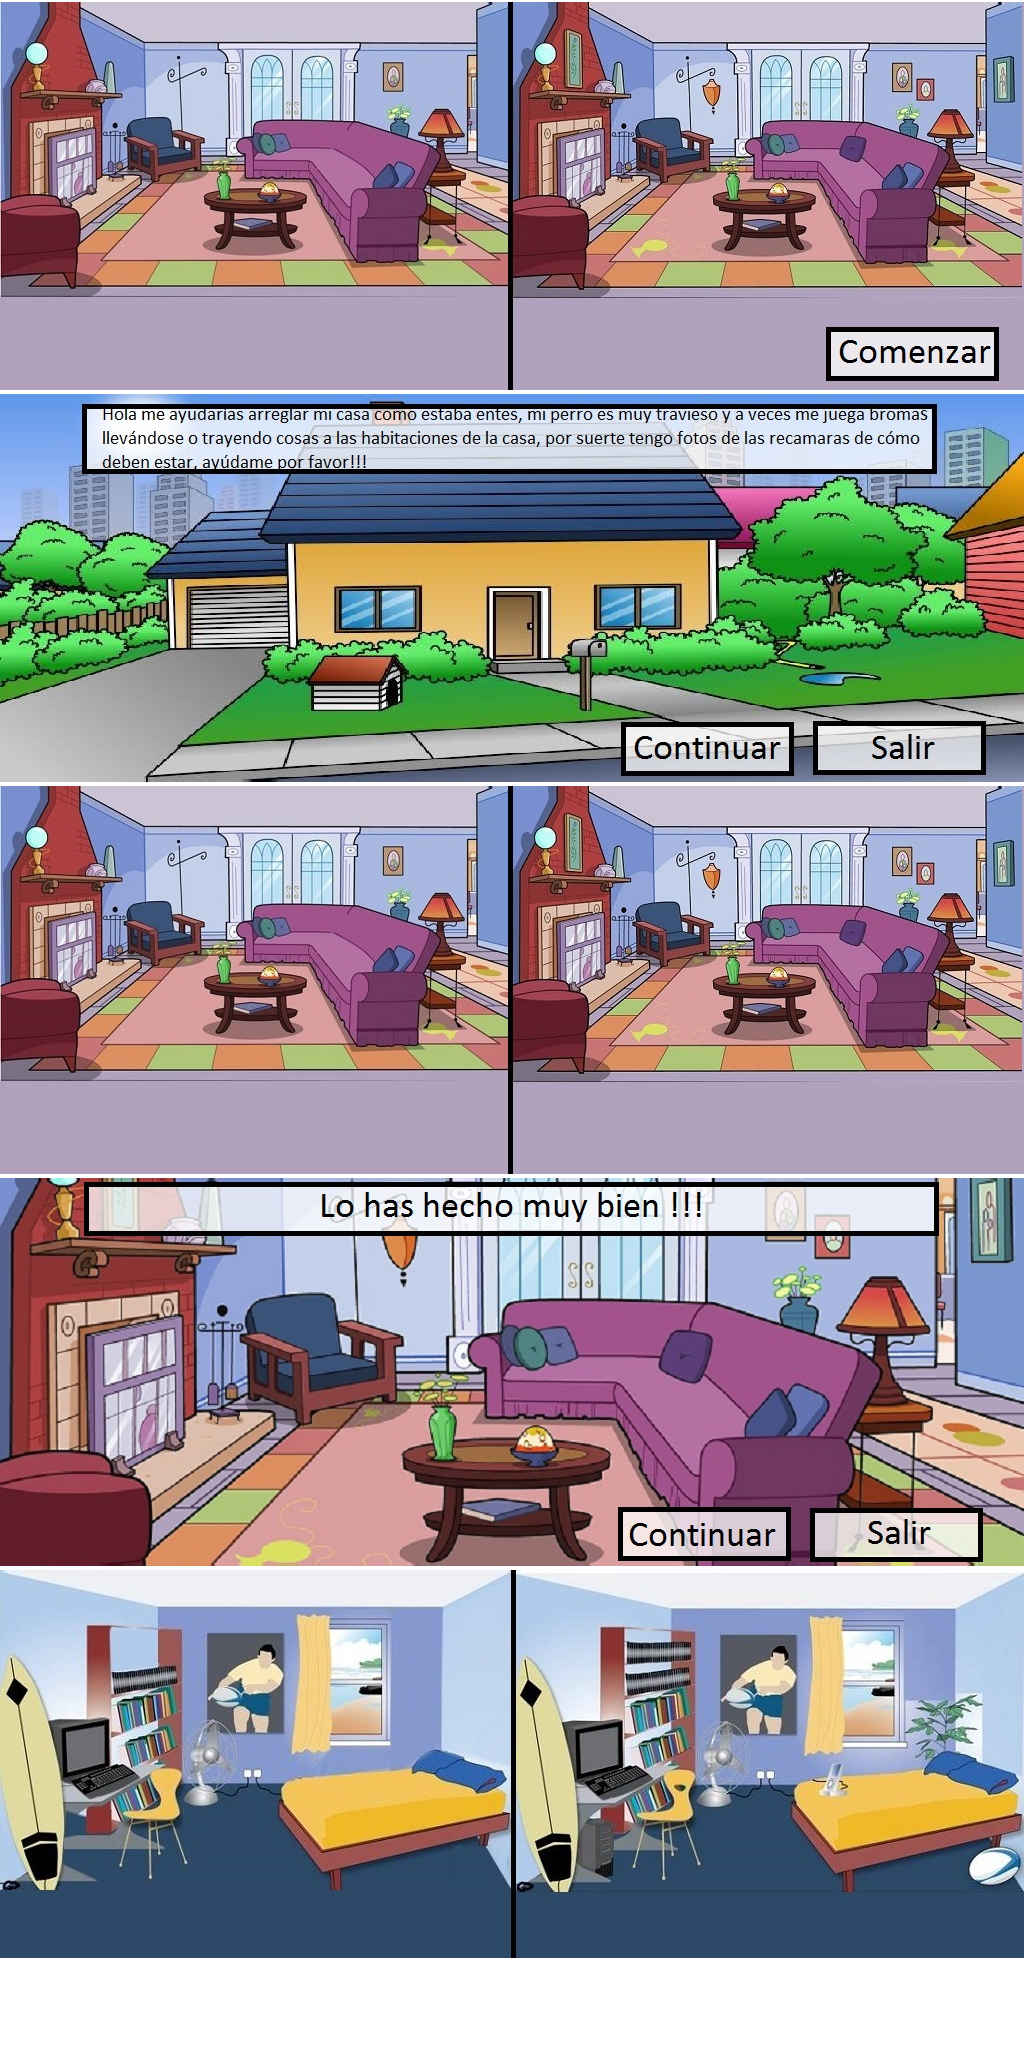 Comenzar
Hola me ayudarías arreglar mi casa como estaba entes, mi perro es muy travieso y a veces me juega bromas
llevándose o trayendo cosas a las habitaciones de la casa, por suerte tengo fotos de las recamaras de cómo
deben estar, ayúdame por favor!!!
Continuar
Salir
Lo has hecho muy bien !!!
Continuar
Salir